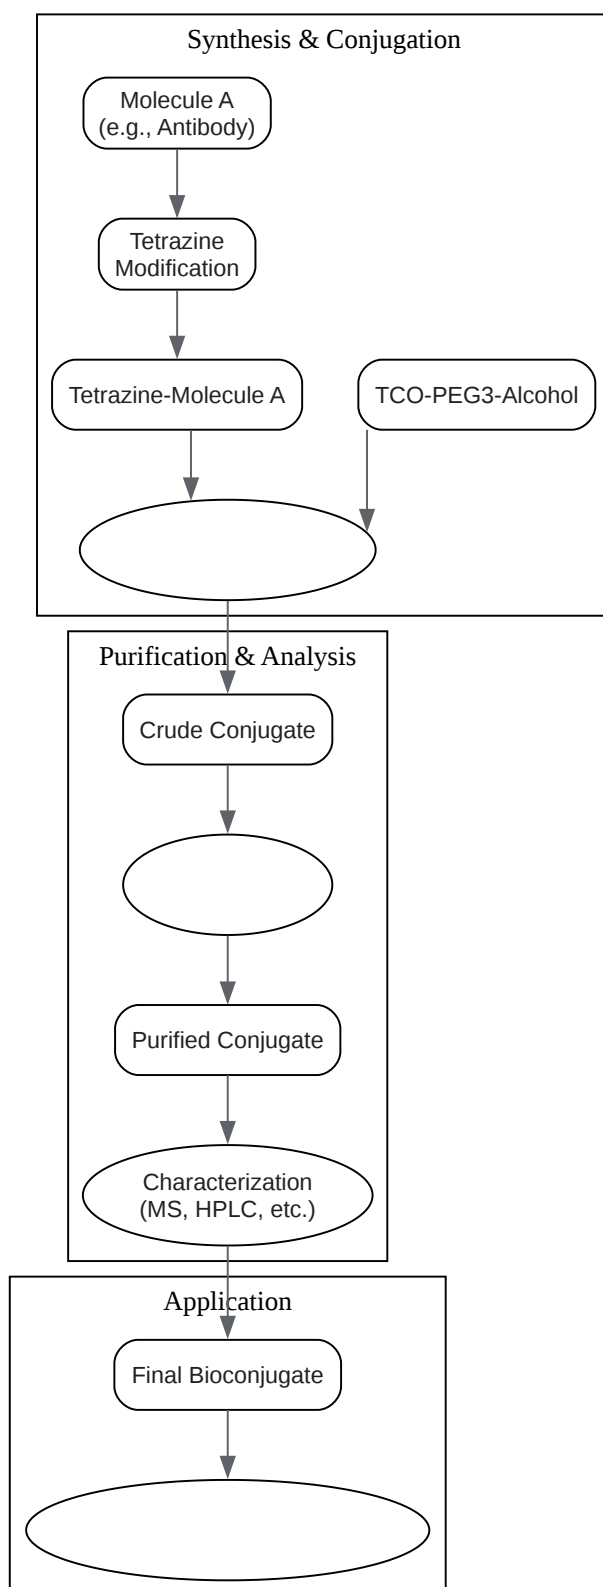 Synthesis & Conjugation
Molecule A
(e.g., Antibody)
Tetrazine
Modification
Tetrazine-Molecule A
TCO-PEG3-Alcohol
Purification & Analysis
Crude Conjugate
Purified Conjugate
Characterization
(MS, HPLC, etc.)
Application
Final Bioconjugate